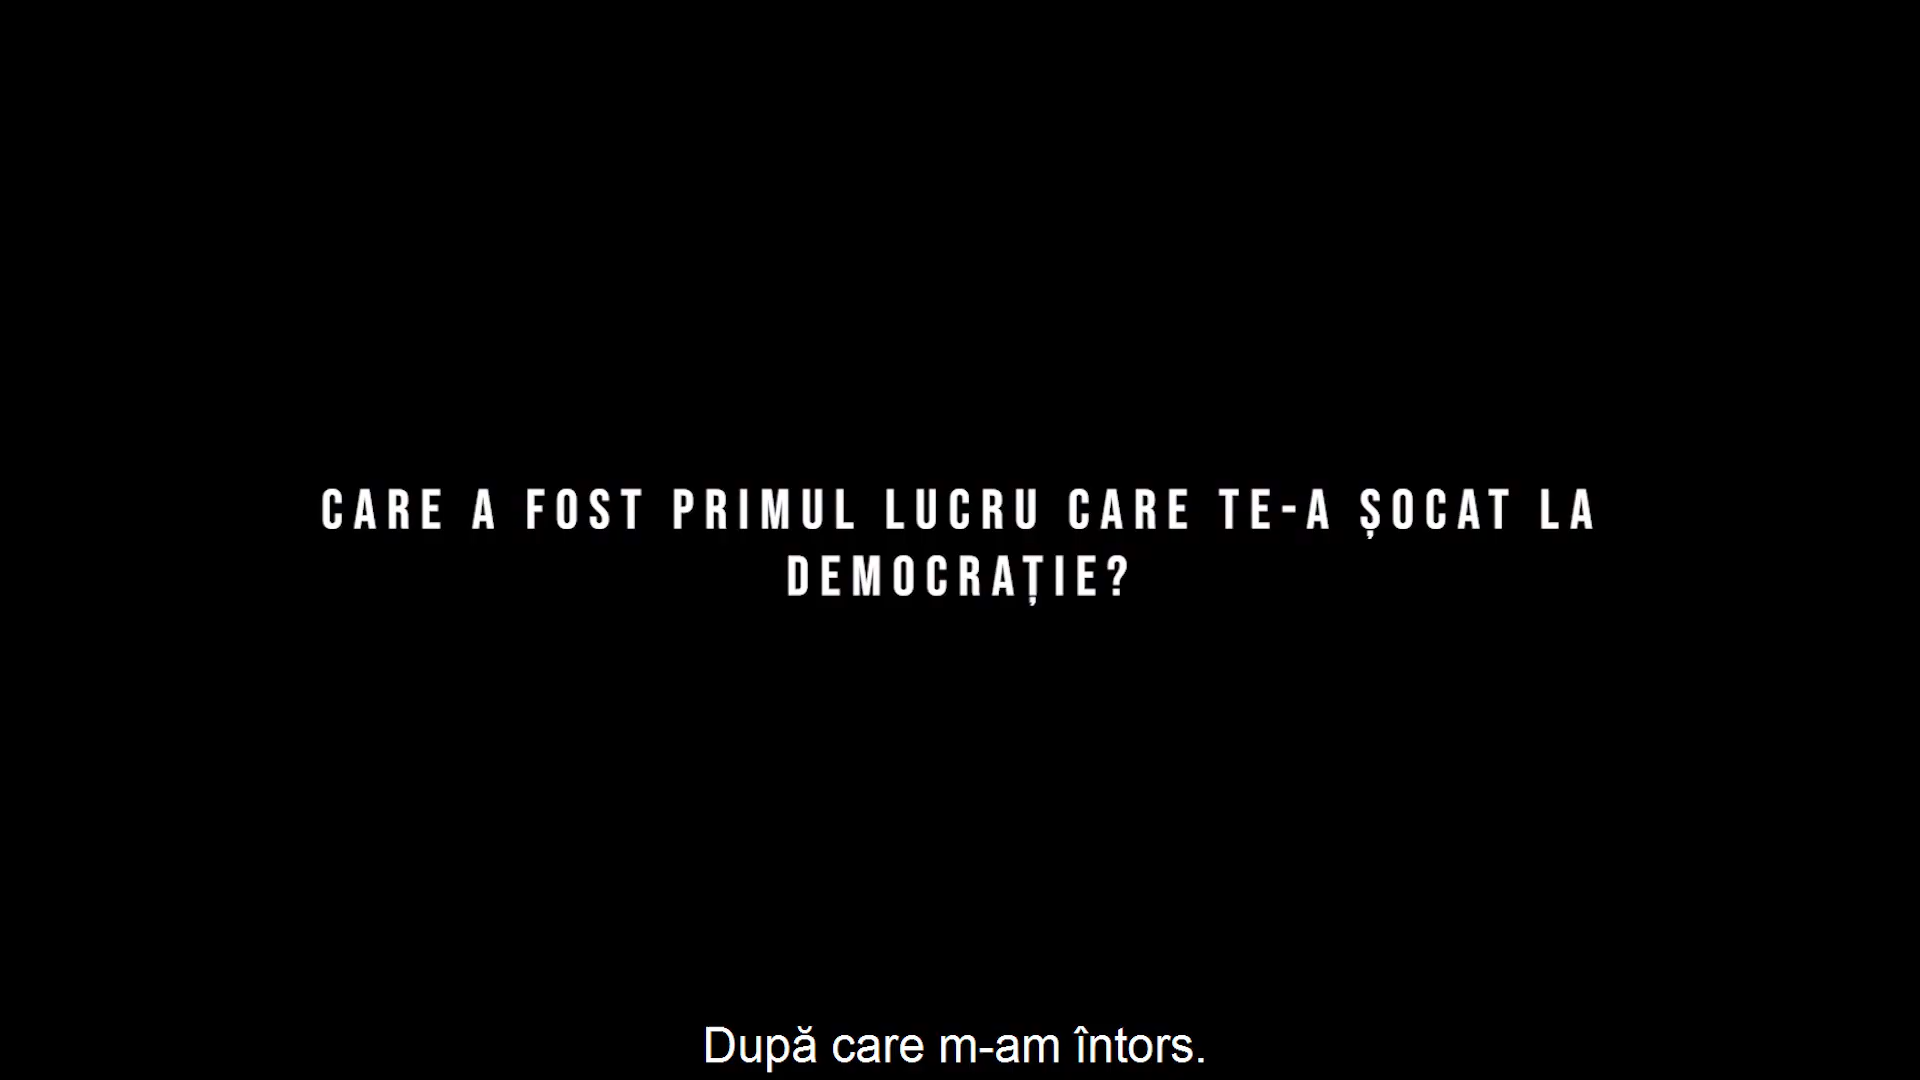 CARE A FOST PRIMUL LUCRU CARE TE-A ȘOCAT LA
DEMOCRAȚIE?
După care m-am întors.